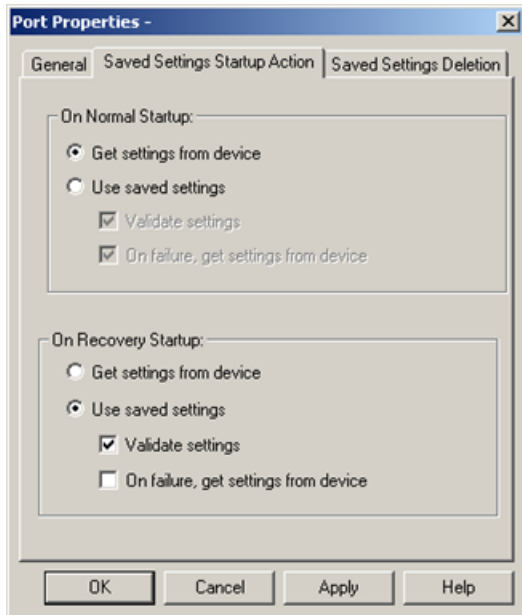 Port Properties -
General
Saved Settings Startup Action
Saved Settings Deletion
On Normal Startup:
Get settings from device
Use saved settings
Validate settings
On failure, get settings from device
On Recovery Startup:
Get settings from device
Use saved settings
Validate settings
On failure, get settings from device
OK
Cancel
Apply
Help